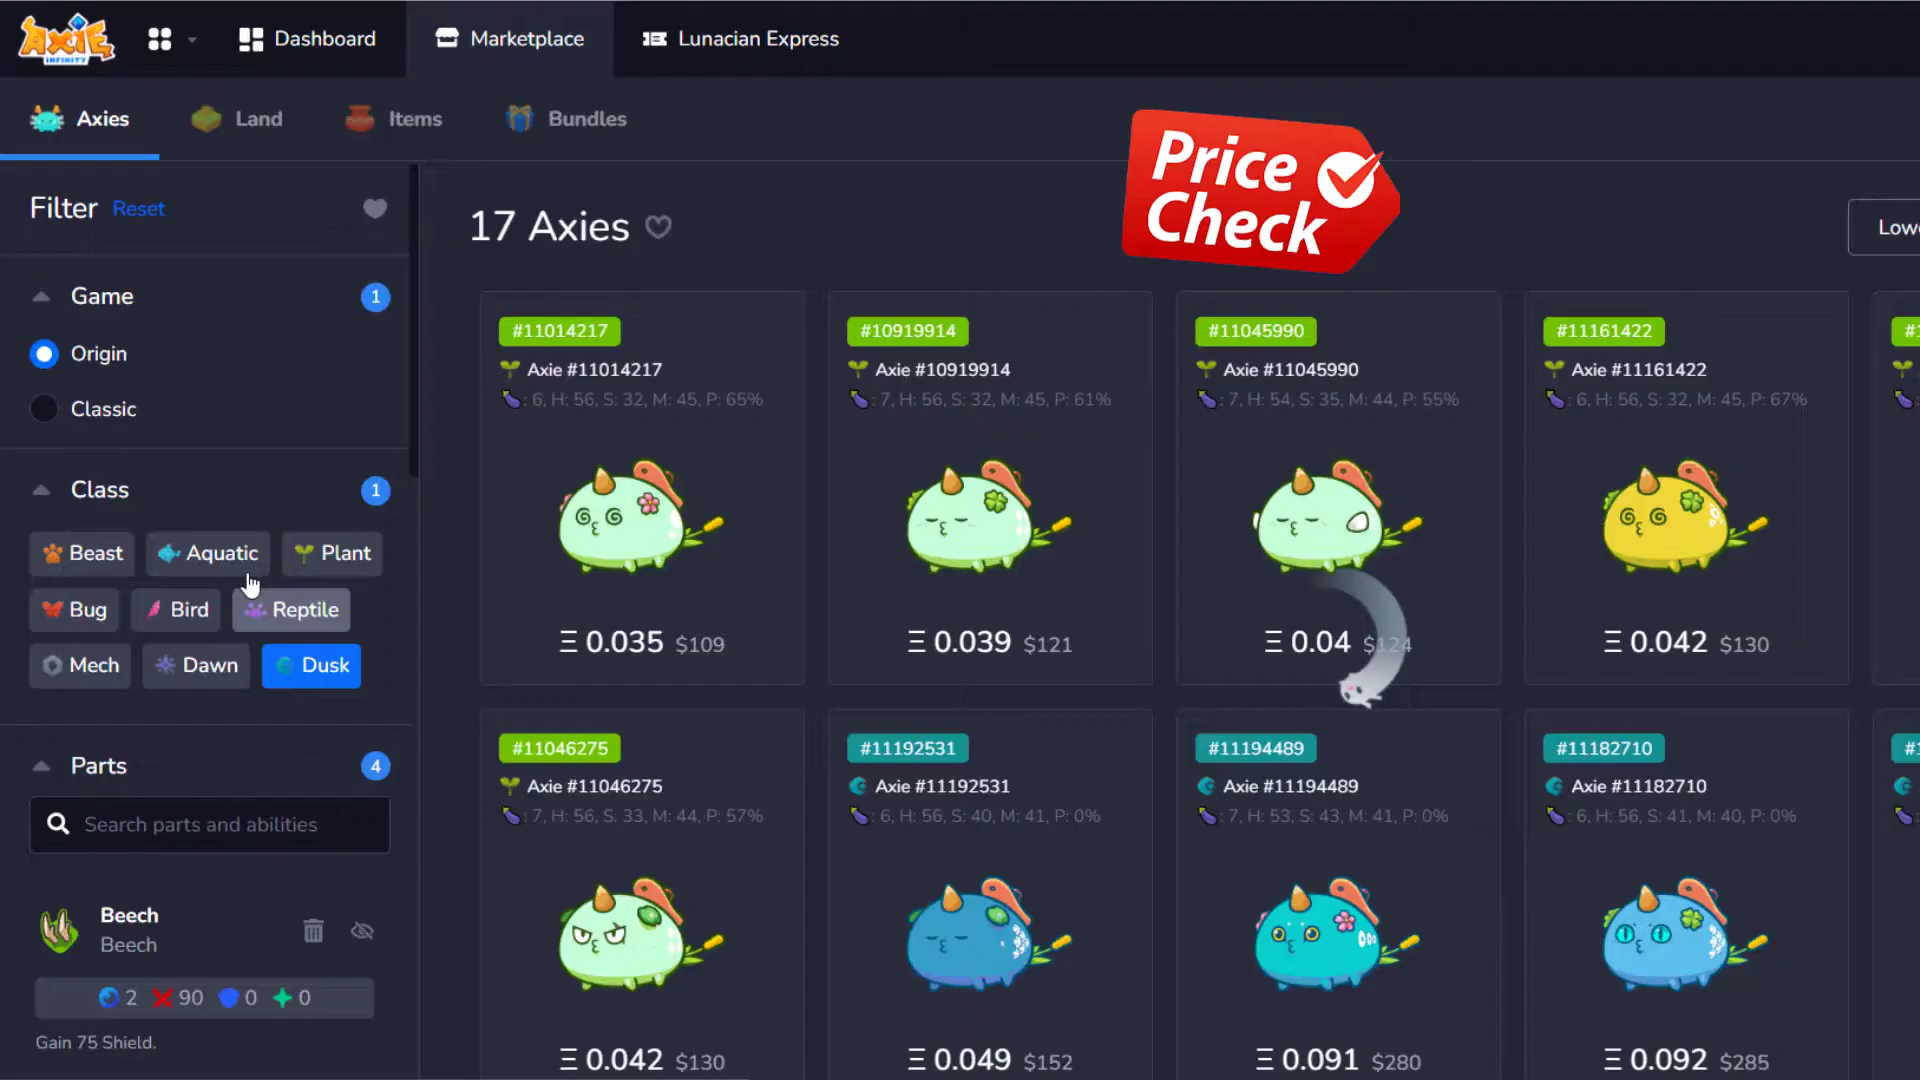 AXIE
INFINITY
Dashboard
Marketplace
Lunacian Express
Axies
Land
Items
Bundles
Price
Check
Filter Reset
17 Axies
Game 1
Origin
Classic
Class 1
Beast Aquatic Plant
Bug Bird Reptile
Mech Dawn Dusk
Parts 4
Search parts and abilities
Beech
Beech
2 90 0 0
Gain 75 Shield.
#11014217
Axie #11014217
: 6, H: 56, S: 32, M: 45, P: 65%
Ξ 0.035 $109
#10919914
Axie #10919914
: 7, H: 56, S: 32, M: 45, P: 61%
Ξ 0.039 $121
#11045990
Axie #11045990
: 7, H: 54, S: 35, M: 44, P: 55%
Ξ 0.04 $124
#11161422
Axie #11161422
: 6, H: 56, S: 32, M: 45, P: 67%
Ξ 0.042 $130
#11046275
Axie #11046275
: 7, H: 56, S: 33, M: 44, P: 57%
Ξ 0.042 $130
#11192531
Axie #11192531
: 6, H: 56, S: 40, M: 41, P: 0%
Ξ 0.049 $152
#11194489
Axie #11194489
: 7, H: 53, S: 43, M: 41, P: 0%
Ξ 0.091 $280
#11182710
Axie #11182710
: 6, H: 56, S: 41, M: 40, P: 0%
Ξ 0.092 $285